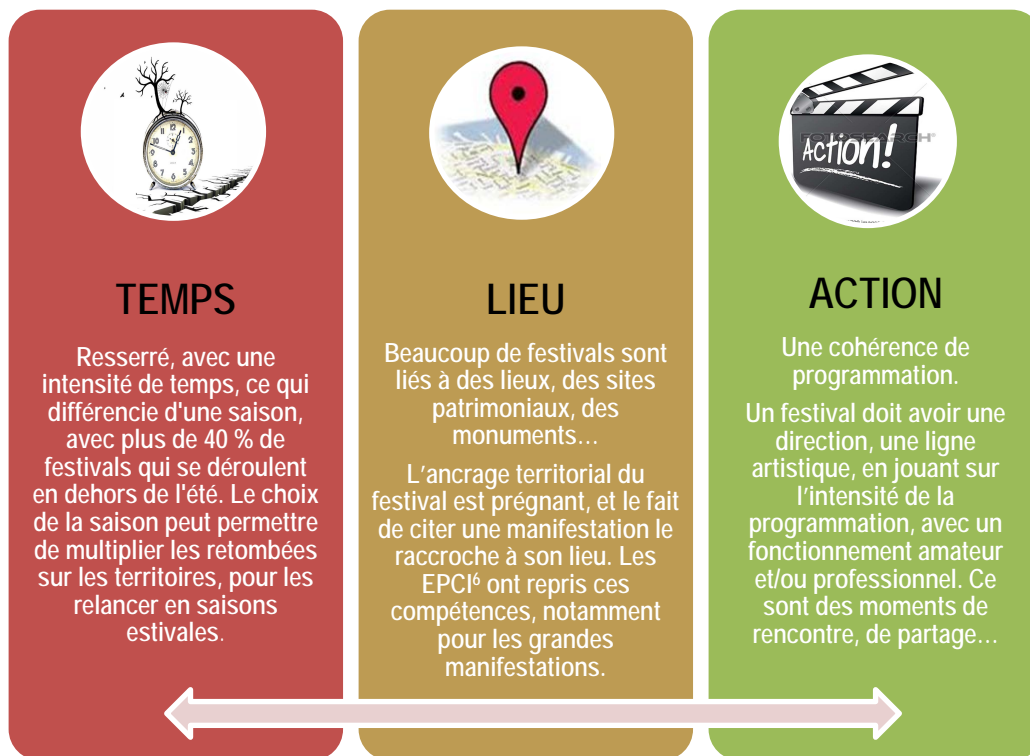 TEMPS
Resserré, avec une
intensité de temps, ce qui
différencie d'une saison,
avec plus de 40 % de
festivals qui se déroulent
en dehors de l'été. Le choix
de la saison peut permettre
de multiplier les retombées
sur les territoires, pour les
relancer en saisons
estivales.
LIEU
Beaucoup de festivals sont
liés à des lieux, des sites
patrimoniaux, des
monuments…
L’ancrage territorial du
festival est prégnant, et le fait
de citer une manifestation le
raccroche à son lieu. Les
EPCI⁶ ont repris ces
compétences, notamment
pour les grandes
manifestations.
FOTOSEARCH®
Action!
ACTION
Une cohérence de
programmation.
Un festival doit avoir une
direction, une ligne
artistique, en jouant sur
l’intensité de la
programmation, avec un
fonctionnement amateur
et/ou professionnel. Ce
sont des moments de
rencontre, de partage…